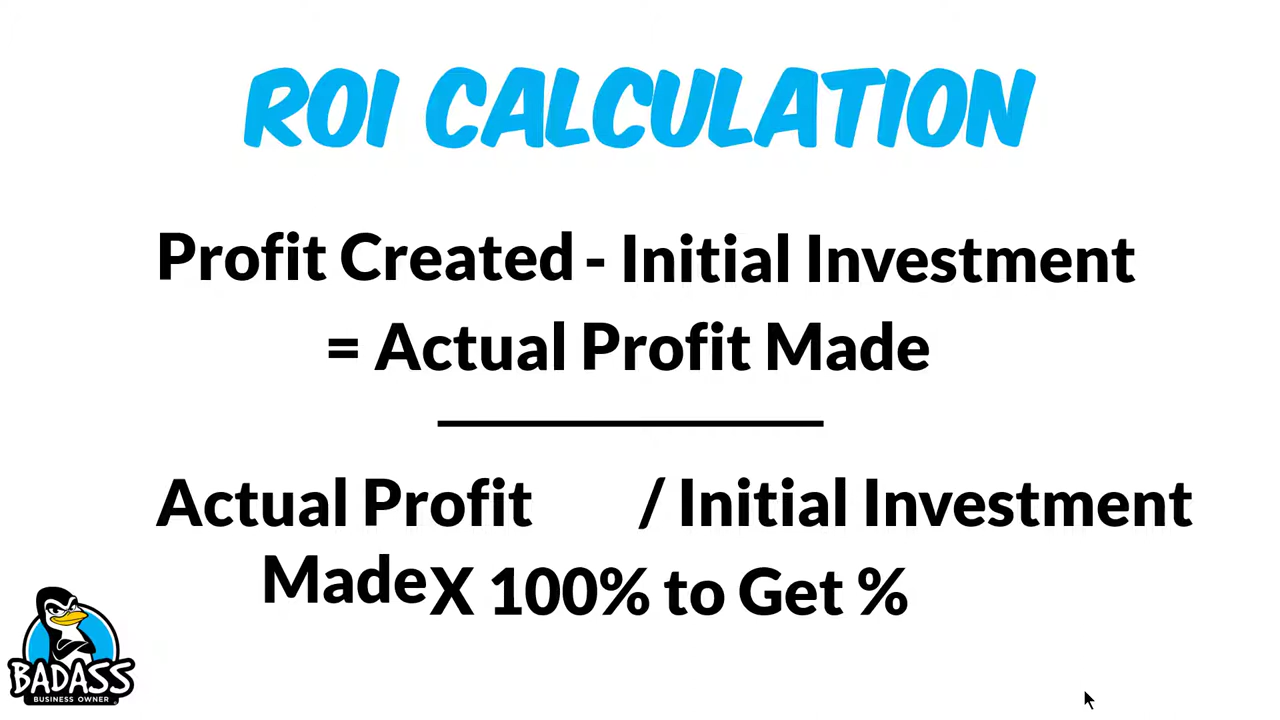 ROI CALCULATION
Profit Created - Initial Investment
= Actual Profit Made
Actual Profit / Initial Investment
Made X 100% to Get %
BADASS
BUSINESS OWNER